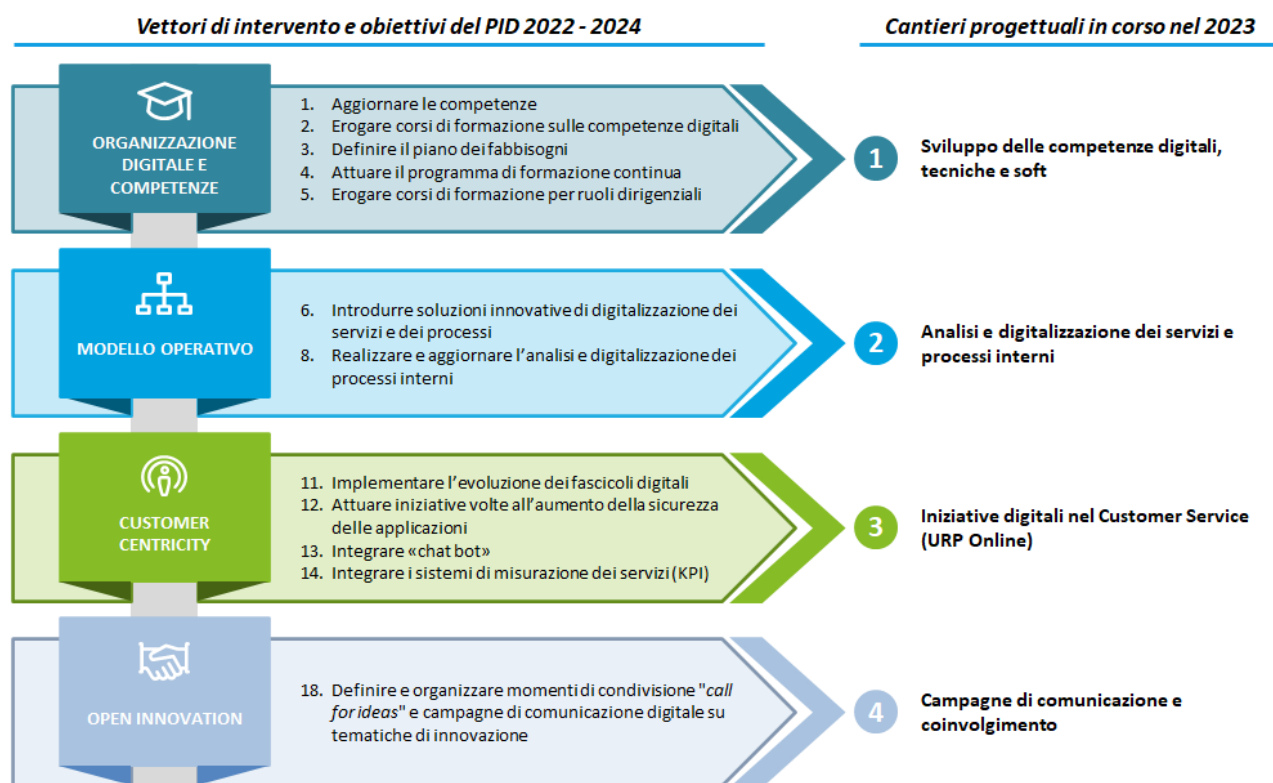 Vettori di intervento e obiettivi del PID 2022 - 2024
Cantieri progettuali in corso nel 2023
ORGANIZZAZIONE
DIGITALE E
COMPETENZE
1. Aggiornare le competenze
2. Erogare corsi di formazione sulle competenze digitali
3. Definire il piano dei fabbisogni
4. Attuare il programma di formazione continua
5. Erogare corsi di formazione per ruoli dirigenziali
1
Sviluppo delle competenze digitali,
tecniche e soft
MODELLO OPERATIVO
6. Introdurre soluzioni innovative di digitalizzazione dei
servizi e dei processi
8. Realizzare e aggiornare l'analisi e digitalizzazione dei
processi interni
2
Analisi e digitalizzazione dei servizi e
processi interni
CUSTOMER
CENTRICITY
11. Implementare l'evoluzione dei fascicoli digitali
12. Attuare iniziative volte all'aumento della sicurezza
delle applicazioni
13. Integrare «chat bot»
14. Integrare i sistemi di misurazione dei servizi (KPI)
3
Iniziative digitali nel Customer Service
(URP Online)
OPEN INNOVATION
18. Definire e organizzare momenti di condivisione "call
for ideas" e campagne di comunicazione digitale su
tematiche di innovazione
4
Campagne di comunicazione e
coinvolgimento